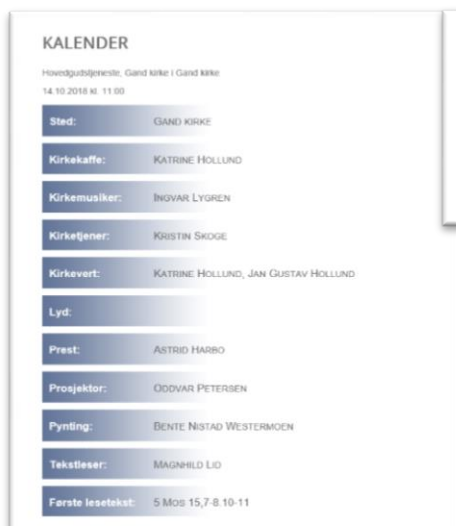 KALENDER
Hovedgudstjeneste, Gand kirke i Gand kirke
14.10.2018 kl. 11:00
Sted: GAND KIRKE
Kirkekaffe: KATRINE HOLLUND
Kirkemusiker: INGVAR LYGREN
Kirketjener: KRISTIN SKOGE
Kirkevert: KATRINE HOLLUND, JAN GUSTAV HOLLUND
Lyd:
Prest: ASTRID HARBO
Prosjektor: ODDVAR PETERSEN
Pynting: BENTE NISTAD WESTERMOEN
Tekstleser: MAGNHILD LID
Første lesetekst: 5 MOS 15,7-8.10-11